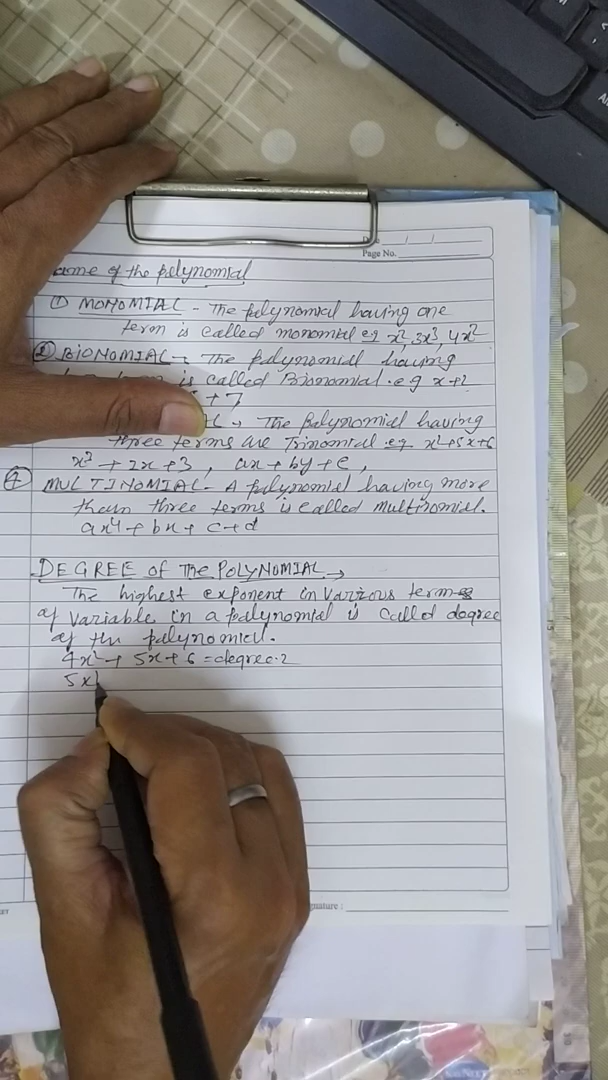 Page No.
ame of the polynomial
① MONOMIAL - The polynomial having one
term is called monomial eg x², 3x³, 4x²
② BIONOMIAL - The polynomial having
is called Bionomial. e.g x+2
+ 7
The polynomial having
three terms are Trinomial eg x²+5x+6
x³ + 2x + 3, ax + by + c,
④ MULTINOMIAL - A polynomial having more
than three terms is called multinomial.
ax⁴ + bx + c + d
DEGREE of The POLYNOMIAL →
The highest exponent in various terms
of variable in a polynomial is called degree
of the polynomial.
4x² + 5x + 6 = degree. 2
5x
gnature :